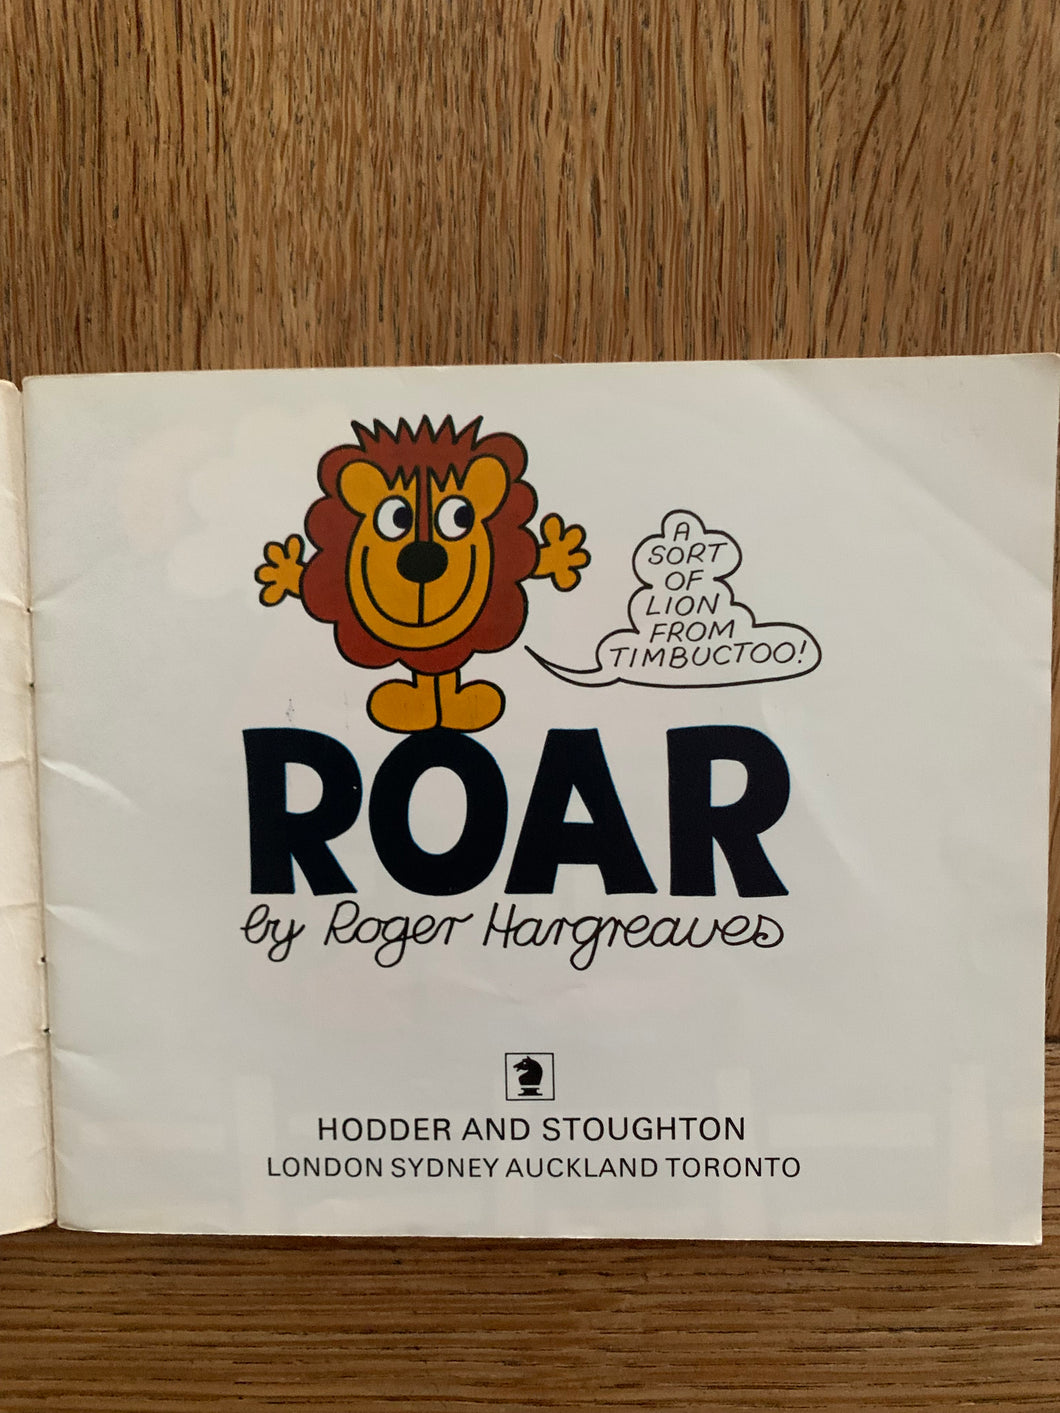 A
SORT
OF
LION
FROM
TIMBUCTOO!
ROAR
by Roger Hargreaves
HODDER AND STOUGHTON
LONDON SYDNEY AUCKLAND TORONTO